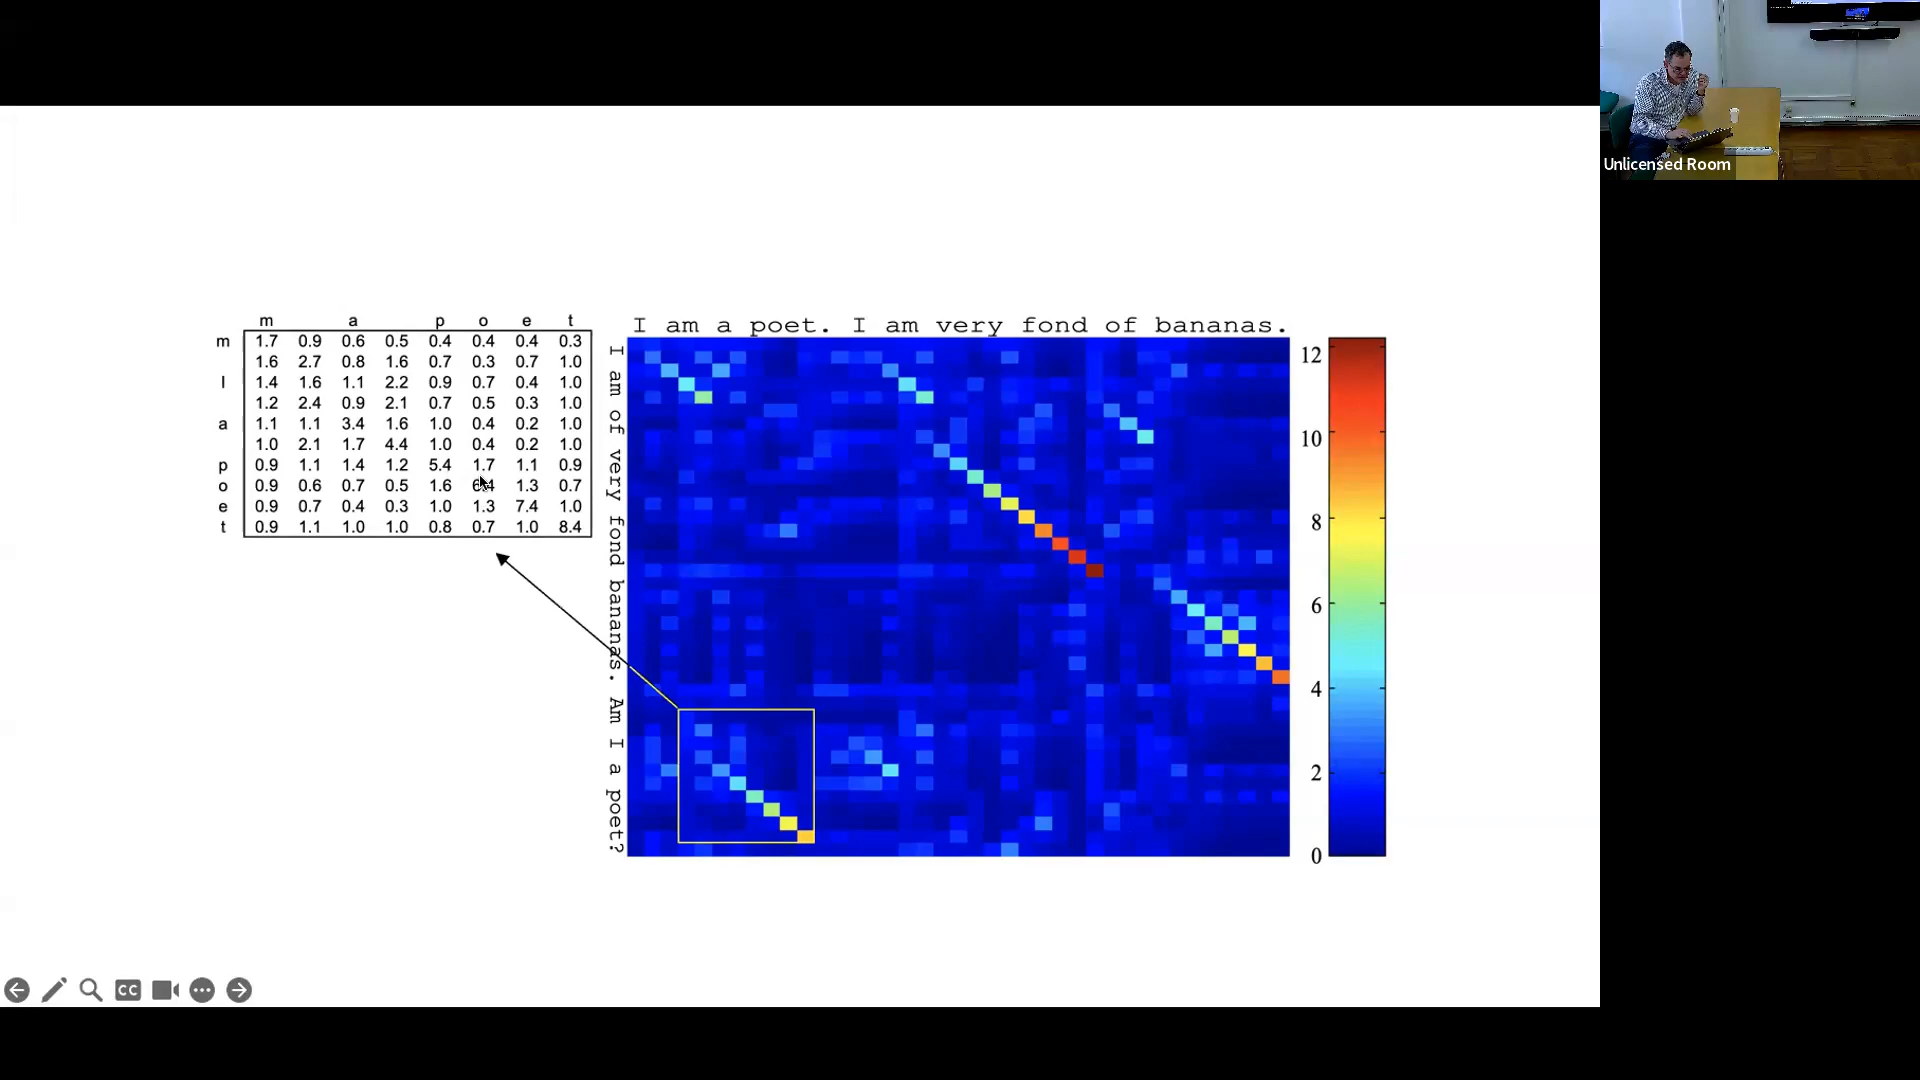 Unlicensed Room
m a p o e t
m 1.7 0.9 0.6 0.5 0.4 0.4 0.4 0.3
1.6 2.7 0.8 1.6 0.7 0.3 0.7 1.0
I 1.4 1.6 1.1 2.2 0.9 0.7 0.4 1.0
1.2 2.4 0.9 2.1 0.7 0.5 0.3 1.0
a 1.1 1.1 3.4 1.6 1.0 0.4 0.2 1.0
1.0 2.1 1.7 4.4 1.0 0.4 0.2 1.0
p 0.9 1.1 1.4 1.2 5.4 1.7 1.1 0.9
o 0.9 0.6 0.7 0.5 1.6 6.4 1.3 0.7
e 0.9 0.7 0.4 0.3 1.0 1.3 7.4 1.0
t 0.9 1.1 1.0 1.0 0.8 0.7 1.0 8.4
I am a poet. I am very fond of bananas.
I am of very fond bananas. Am I a poet?
12
10
8
6
4
2
0
CC